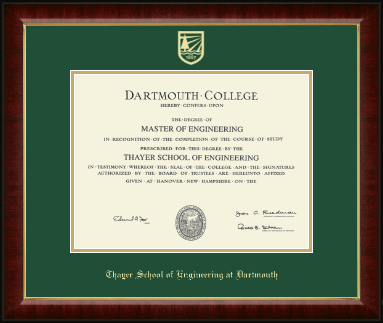 DARTMOUTH·COLLEGE
HEREBY·CONFERS·UPON
THE·DEGREE·OF
MASTER OF ENGINEERING
IN·RECOGNITION·OF·THE·COMPLETION·OF·THE·COURSE·OF·STUDY
PRESCRIBED·FOR·THIS·DEGREE·BY·THE
THAYER SCHOOL OF ENGINEERING
IN·TESTIMONY·WHEREOF·THE·SEAL·OF·THE·COLLEGE·AND·THE·SIGNATURES
AUTHORIZED·BY·THE·BOARD·OF·TRUSTEES·ARE·HEREUNTO·AFFIXED
GIVEN·AT·HANOVER·NEW·HAMPSHIRE·ON·THE
Thayer School of Engineering at Dartmouth